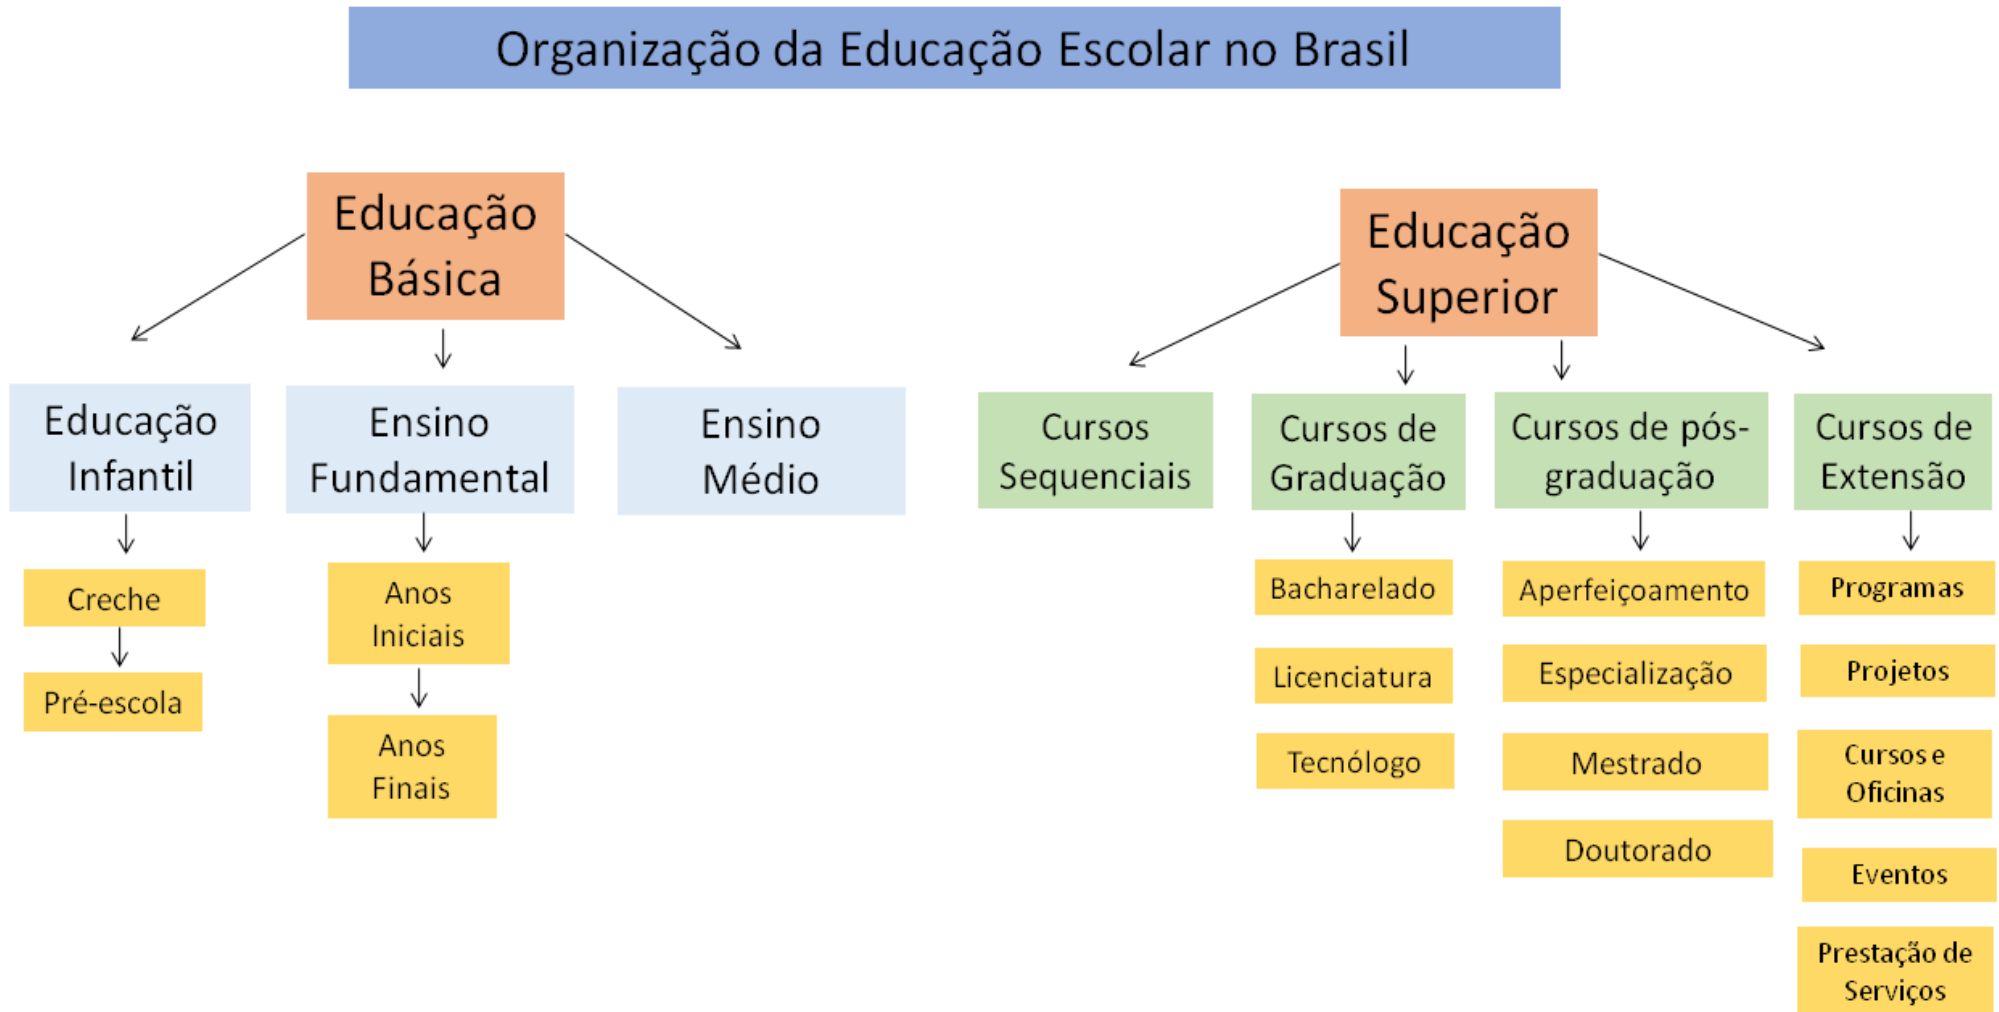 Organização da Educação Escolar no Brasil
Educação
Básica
Educação
Superior
Educação
Infantil
Ensino
Fundamental
Ensino
Médio
Cursos
Sequenciais
Cursos de
Graduação
Cursos de pós-
graduação
Cursos de
Extensão
Creche
Pré-escola
Anos
Iniciais
Anos
Finais
Bacharelado
Licenciatura
Tecnólogo
Aperfeiçoamento
Especialização
Mestrado
Doutorado
Programas
Projetos
Cursos e
Oficinas
Eventos
Prestação de
Serviços